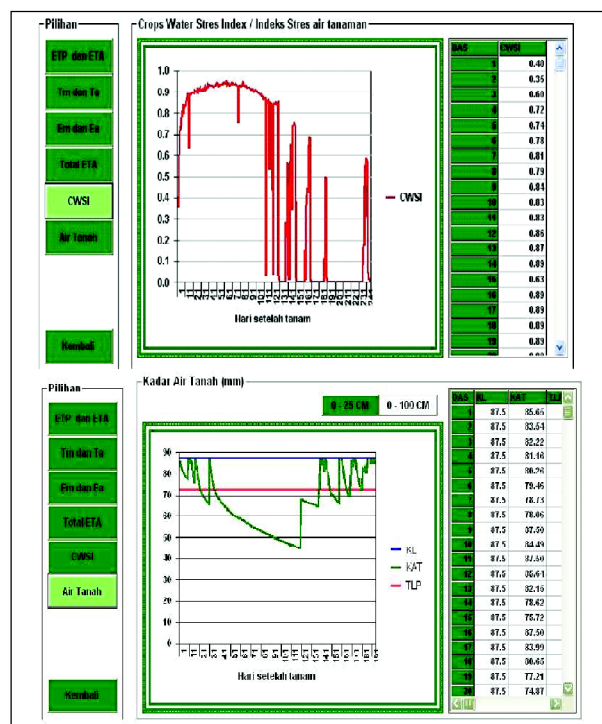 Pilihan
ETP dan ETA
Tm dan Ta
Em dan Ea
Total ETA
CWSI
Air Tanah
Kembali
Crops Water Stres Index / Indeks Stres air tanaman
1.0
0.9
0.8
0.7
0.6
0.5
0.4
0.3
0.2
0.1
0.0
Hari setelah tanam
CWSI
CWSI
1 0.40
2 0.35
3 0.60
4 0.72
5 0.74
6 0.78
7 0.81
8 0.79
9 0.84
10 0.83
11 0.83
12 0.86
13 0.87
14 0.89
15 0.63
16 0.89
17 0.89
18 0.89
19 0.89
Pilihan
ETP dan ETA
Tm dan Ta
Em dan Ea
Total ETA
CWSI
Air Tanah
Kembali
Kadar Air Tanah (mm)
0 - 25 CM 0 - 100 CM
90
80
70
60
50
40
30
20
10
0
Hari setelah tanam
KL
KAT
TLP
KL KAT
1 87.5
2 87.5 83.54
3 87.5 82.22
4 87.5 81.16
5 87.5 80.26
6 87.5 79.46
7 87.5 78.73
8 87.5 78.06
9 87.5 87.50
10 87.5 84.49
11 87.5 87.50
12 87.5 85.64
13 87.5 82.16
14 87.5 78.62
15 87.5 75.72
16 87.5 87.50
17 87.5 83.99
18 87.5 80.65
19 87.5 77.21
20 87.5 74.87